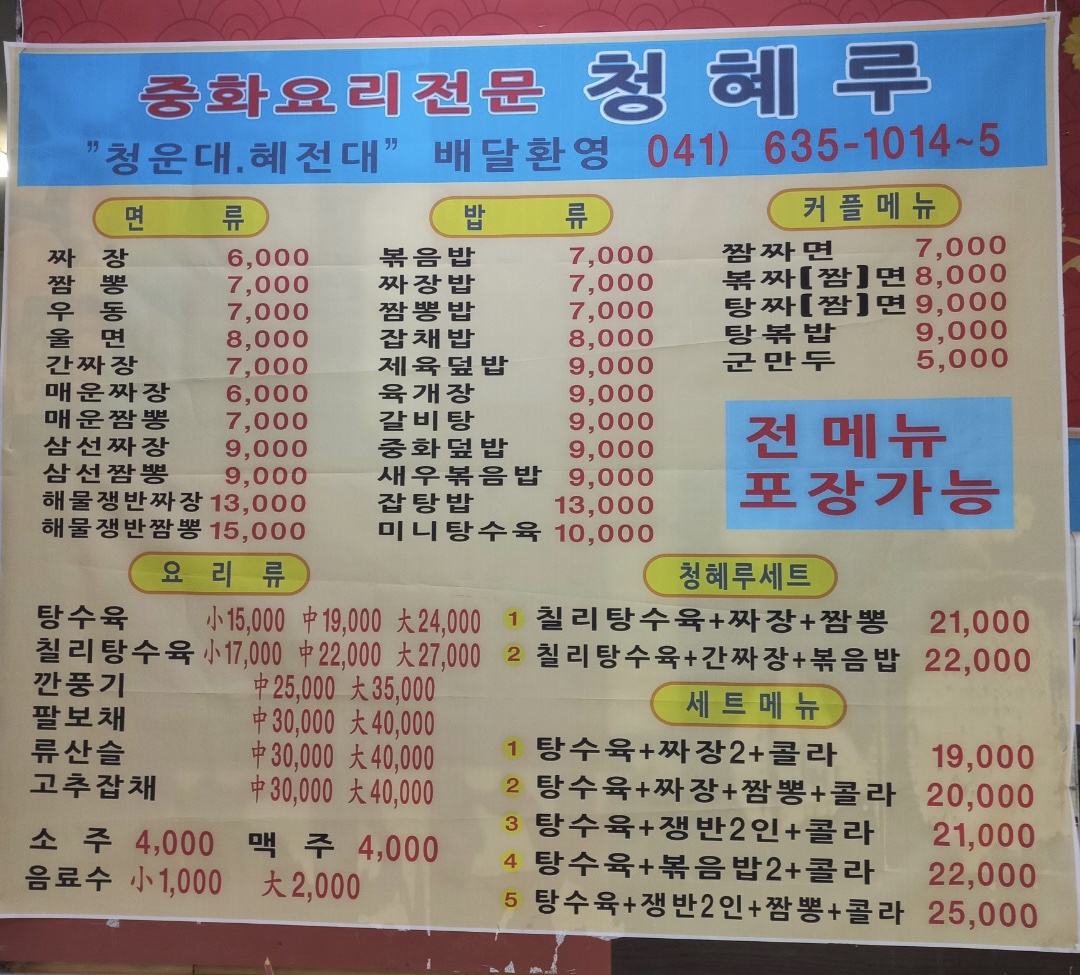 중화요리전문 청혜루
"청운대.혜전대" 배달환영 041) 635-1014~5
면 류
짜 장 6,000
짬 뽕 7,000
우 동 7,000
울 면 8,000
간짜장 7,000
매운짜장 6,000
매운짬뽕 7,000
삼선짜장 9,000
삼선짬뽕 9,000
해물쟁반짜장 13,000
해물쟁반짬뽕 15,000
밥 류
볶음밥 7,000
짜장밥 7,000
짬뽕밥 7,000
잡채밥 8,000
제육덮밥 9,000
육개장 9,000
갈비탕 9,000
중화덮밥 9,000
새우볶음밥 9,000
잡탕밥 13,000
미니탕수육 10,000
커플메뉴
짬짜면 7,000
볶짜(짬)면 8,000
탕짜(짬)면 9,000
탕볶밥 9,000
군만두 5,000
전메뉴
포장가능
요 리 류
탕수육 小15,000 中19,000 大24,000
칠리탕수육 小17,000 中22,000 大27,000
깐풍기 中25,000 大35,000
팔보채 中30,000 大40,000
류산슬 中30,000 大40,000
고추잡채 中30,000 大40,000
소 주 4,000 맥 주 4,000
음료수 小1,000 大2,000
청혜루세트
1 칠리탕수육+짜장+짬뽕 21,000
2 칠리탕수육+간짜장+볶음밥 22,000
세트메뉴
1 탕수육+짜장2+콜라 19,000
2 탕수육+짜장+짬뽕+콜라 20,000
3 탕수육+쟁반2인+콜라 21,000
4 탕수육+볶음밥2+콜라 22,000
5 탕수육+쟁반2인+짬뽕+콜라 25,000